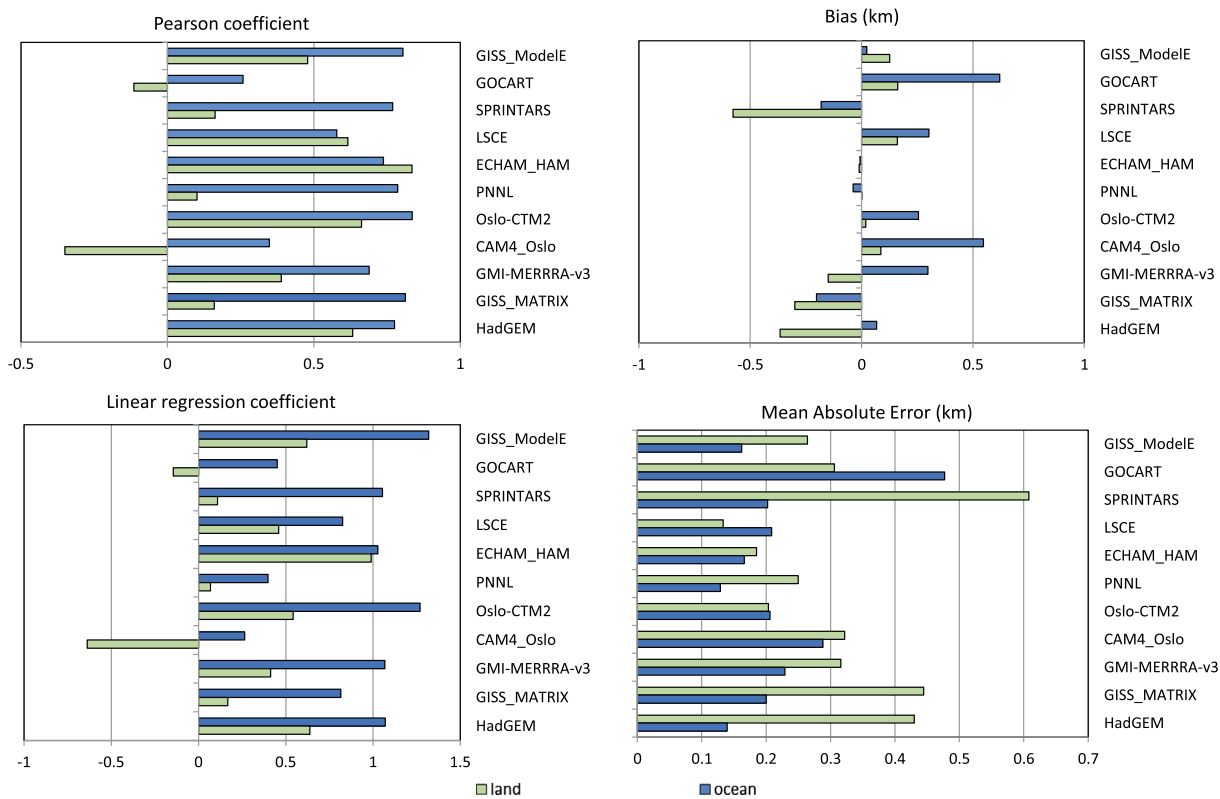 Pearson coefficient
GISS_ModelE
GOCART
SPRINTARS
LSCE
ECHAM_HAM
PNNL
Oslo-CTM2
CAM4_Oslo
GMI-MERRRA-v3
GISS_MATRIX
HadGEM
-0.5 0 0.5 1
Bias (km)
GISS_ModelE
GOCART
SPRINTARS
LSCE
ECHAM_HAM
PNNL
Oslo-CTM2
CAM4_Oslo
GMI-MERRRA-v3
GISS_MATRIX
HadGEM
-1 -0.5 0 0.5 1
Linear regression coefficient
GISS_ModelE
GOCART
SPRINTARS
LSCE
ECHAM_HAM
PNNL
Oslo-CTM2
CAM4_Oslo
GMI-MERRRA-v3
GISS_MATRIX
HadGEM
-1 -0.5 0 0.5 1 1.5
Mean Absolute Error (km)
GISS_ModelE
GOCART
SPRINTARS
LSCE
ECHAM_HAM
PNNL
Oslo-CTM2
CAM4_Oslo
GMI-MERRRA-v3
GISS_MATRIX
HadGEM
0 0.1 0.2 0.3 0.4 0.5 0.6 0.7
land ocean